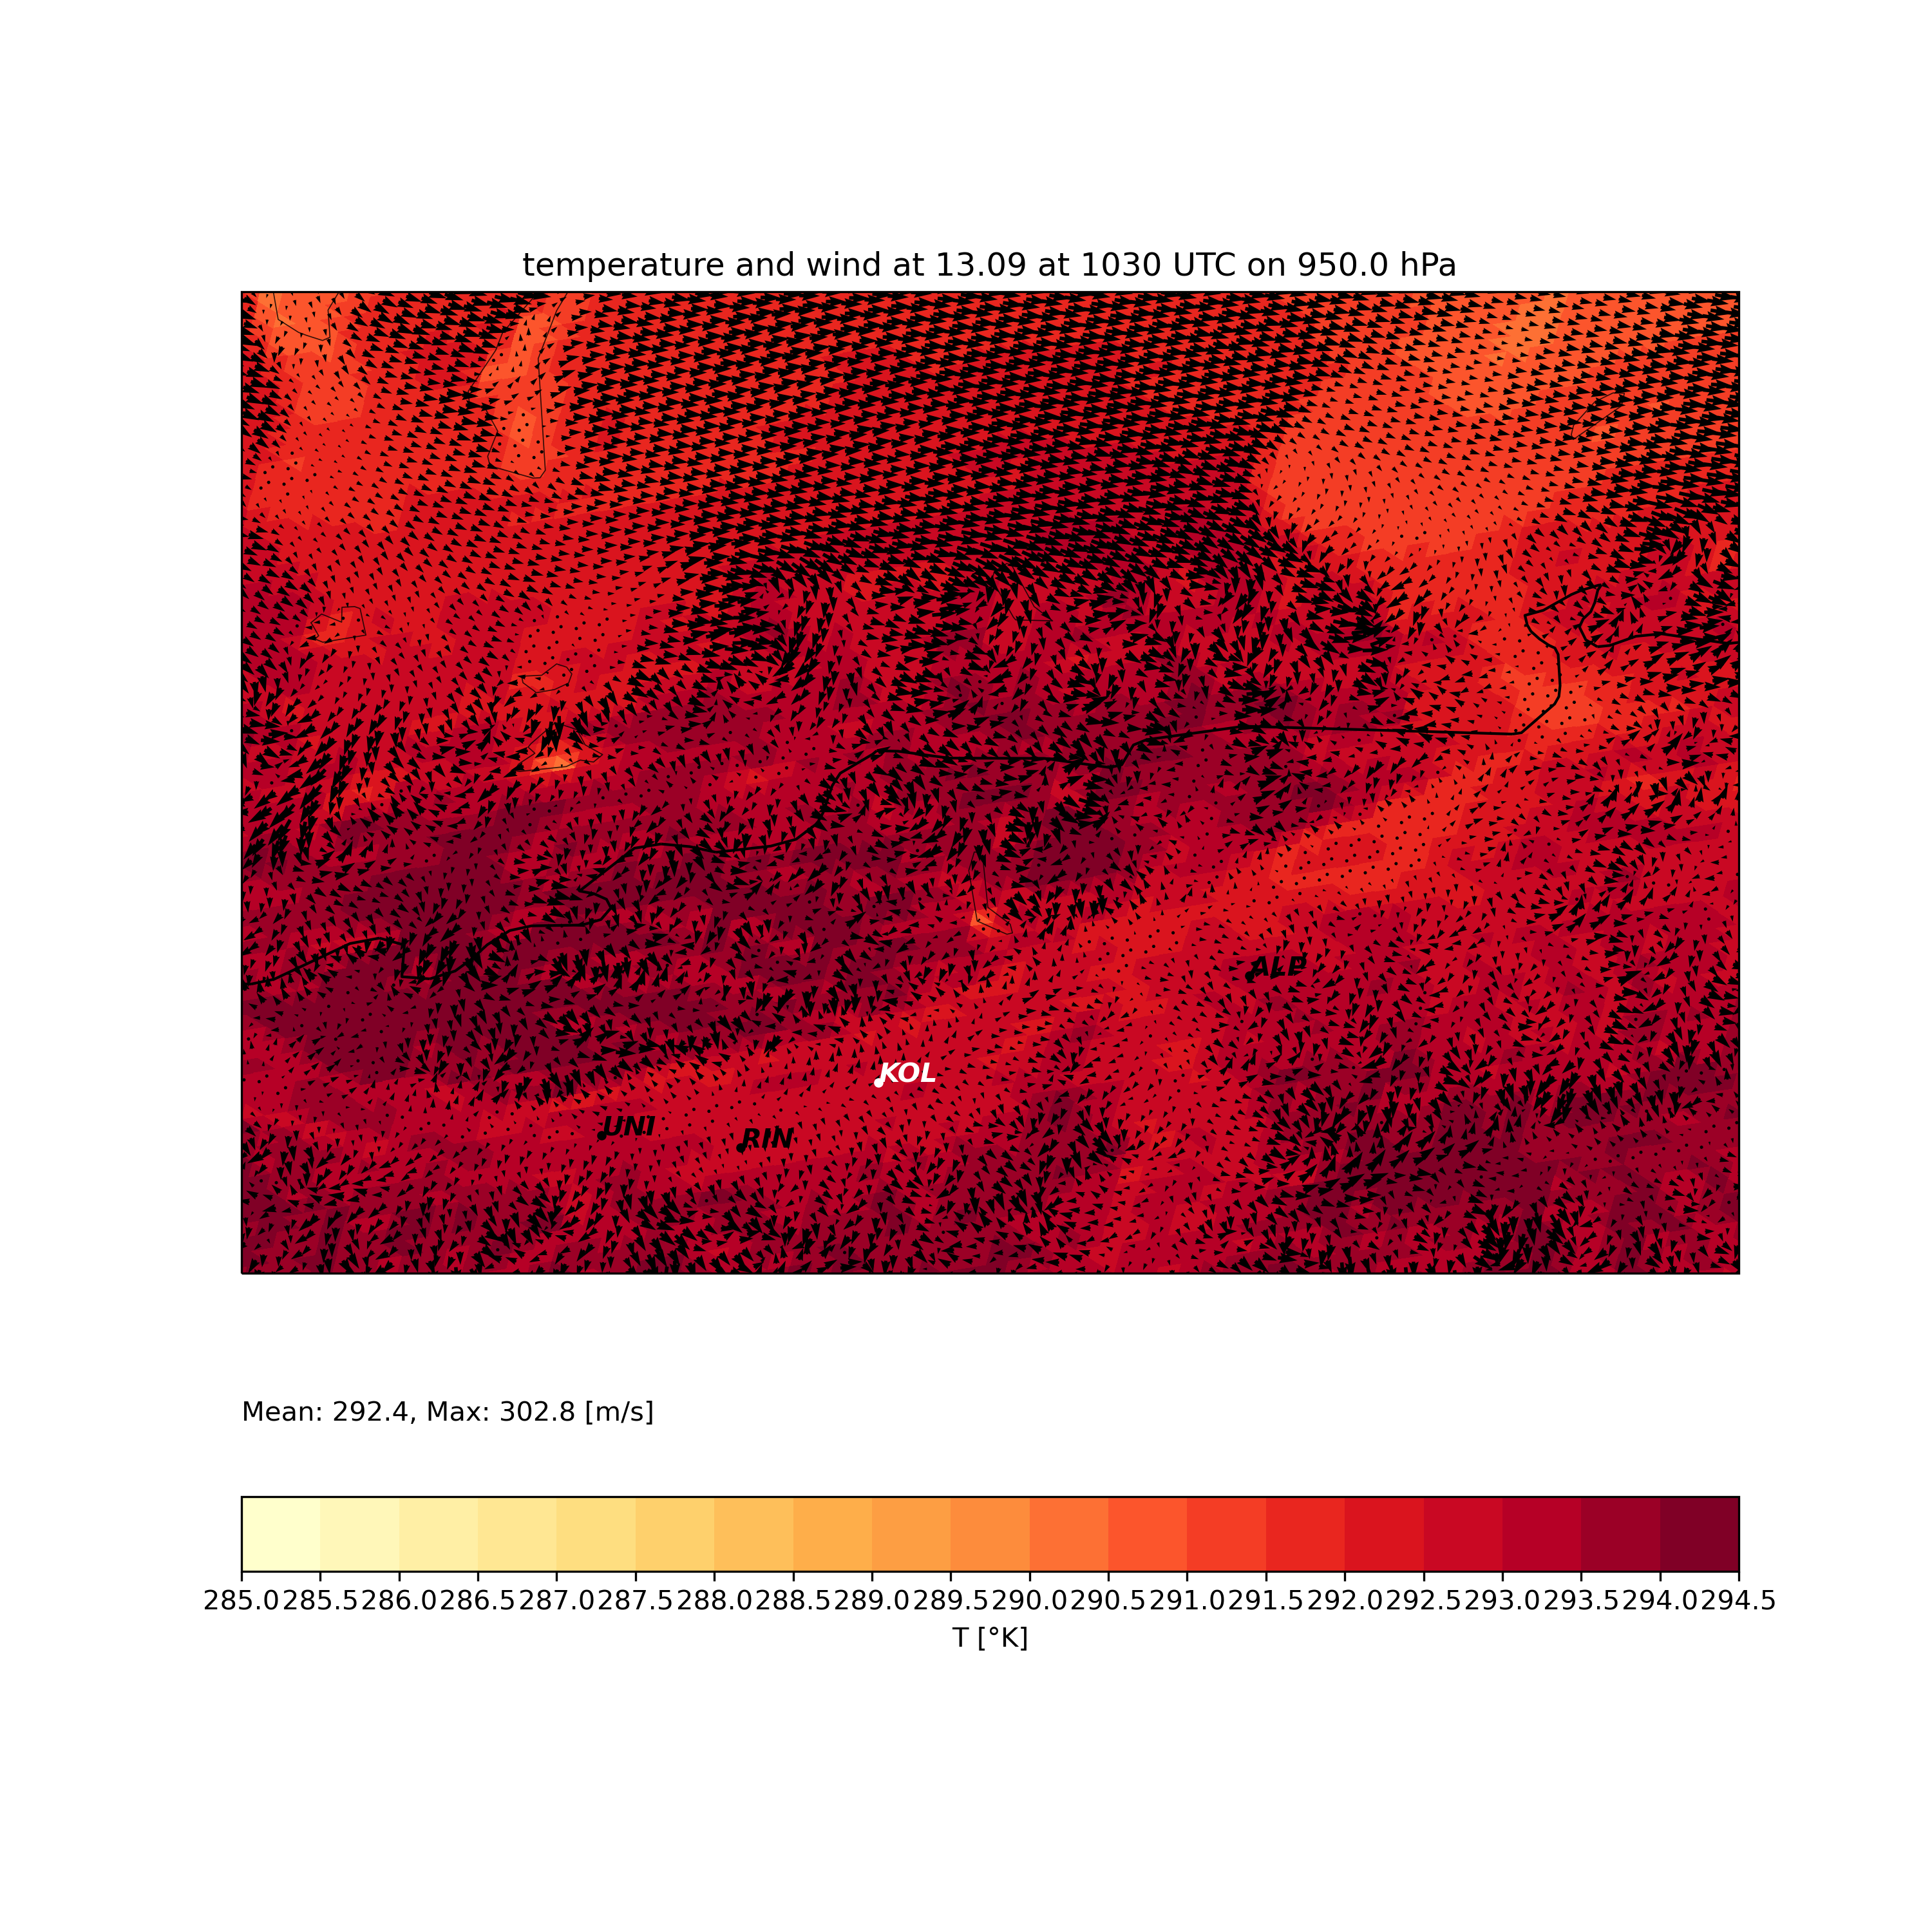 temperature and wind at 13.09 at 1030 UTC on 950.0 hPa
ALP
KOL
UNI
RIN
Mean: 292.4, Max: 302.8 [m/s]
285.0 285.5 286.0 286.5 287.0 287.5 288.0 288.5 289.0 289.5 290.0 290.5 291.0 291.5 292.0 292.5 293.0 293.5 294.0 294.5
T [°K]